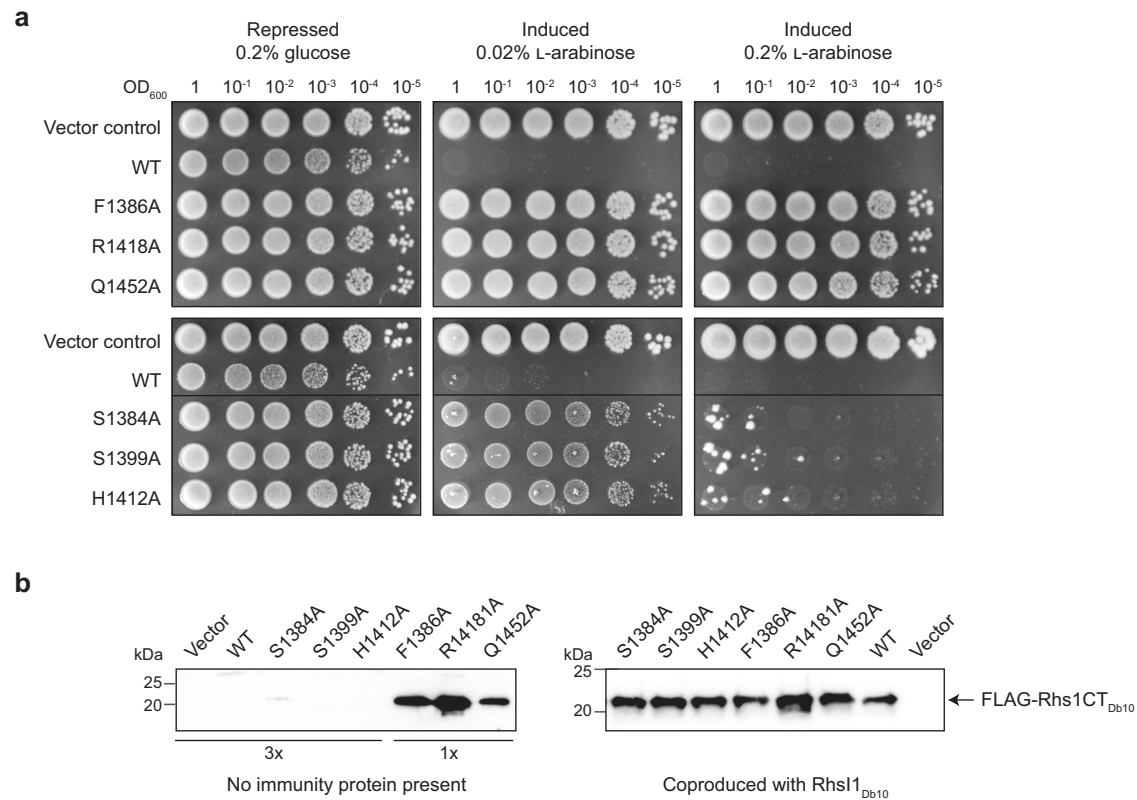 a
Repressed
0.2% glucose
Induced
0.02% L-arabinose
Induced
0.2% L-arabinose
OD600 1 10-1 10-2 10-3 10-4 10-5 1 10-1 10-2 10-3 10-4 10-5 1 10-1 10-2 10-3 10-4 10-5
Vector control
WT
F1386A
R1418A
Q1452A
Vector control
WT
S1384A
S1399A
H1412A
b
kDa Vector WT S1384A S1399A H1412A F1386A R14181A Q1452A
25
20
3x 1x
No immunity protein present
kDa S1384A S1399A H1412A F1386A R14181A Q1452A WT Vector
25
20
FLAG-Rhs1CTDb10
Coproduced with RhsI1Db10